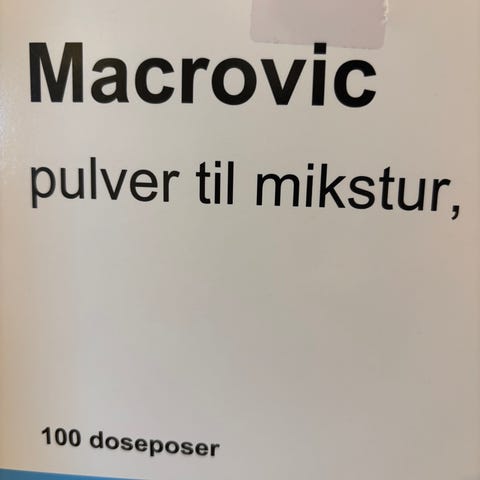 Macrovic
pulver til mikstur,
100 doseposer